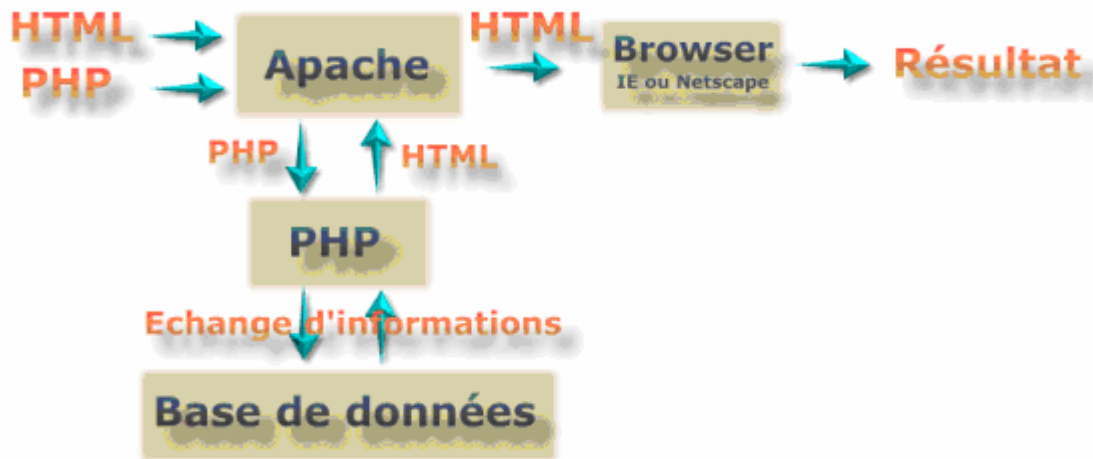 HTML
PHP
Apache
HTML
Browser
IE ou Netscape
Résultat
PHP
HTML
PHP
Echange d'informations
Base de données